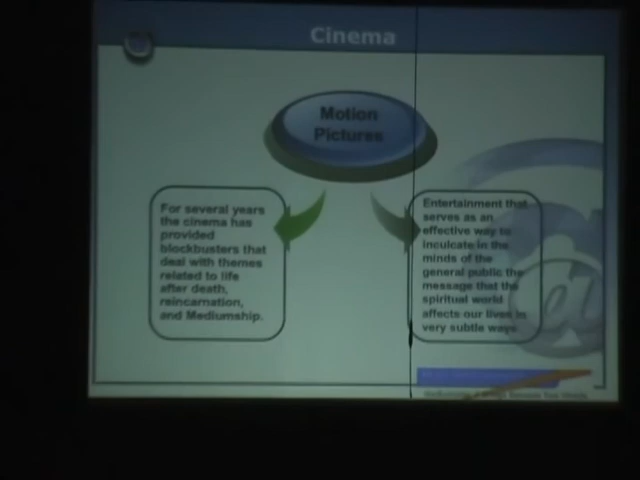 Cinema
Motion
Pictures
For several years
the cinema has
provided
blockbusters that
deal with themes
related to life
after death,
reincarnation,
and Mediumship.
Entertainment that
serves as an
effective way to
inculcate in the
minds of the
general public the
message that the
spiritual world
affects our lives in
very subtle ways